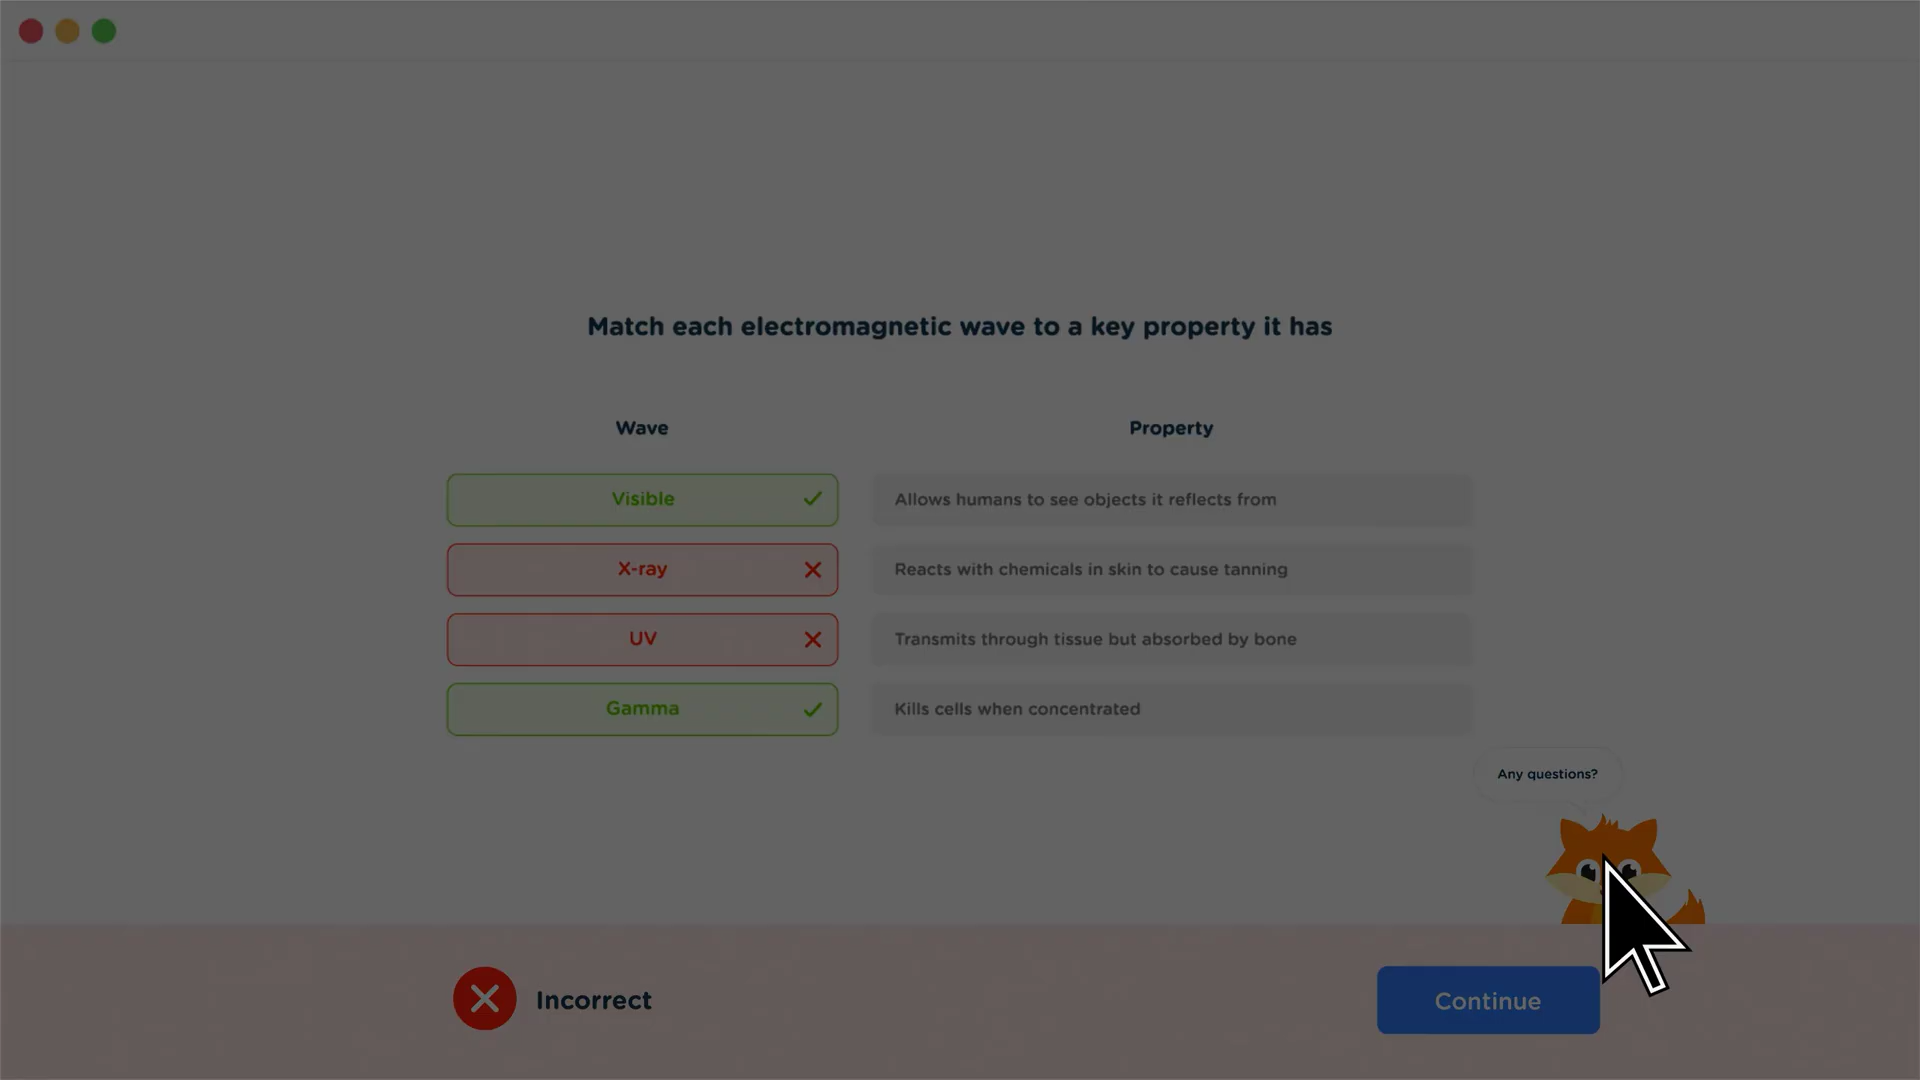 Match each electromagnetic wave to a key property it has
Wave Property
Visible Allows humans to see objects it reflects from
X-ray Reacts with chemicals in skin to cause tanning
UV Transmits through tissue but absorbed by bone
Gamma Kills cells when concentrated
Any questions?
Incorrect Continue